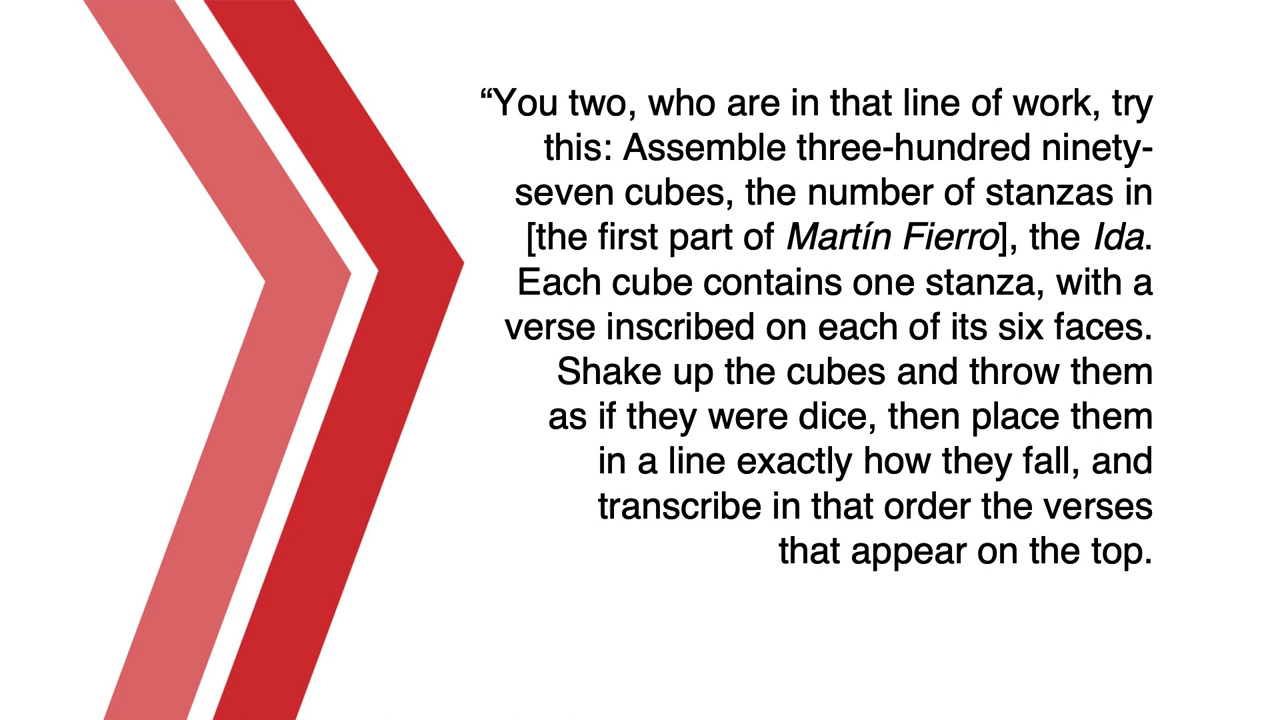 “You two, who are in that line of work, try
this: Assemble three-hundred ninety-
seven cubes, the number of stanzas in
[the first part of Martín Fierro], the Ida.
Each cube contains one stanza, with a
verse inscribed on each of its six faces.
Shake up the cubes and throw them
as if they were dice, then place them
in a line exactly how they fall, and
transcribe in that order the verses
that appear on the top.